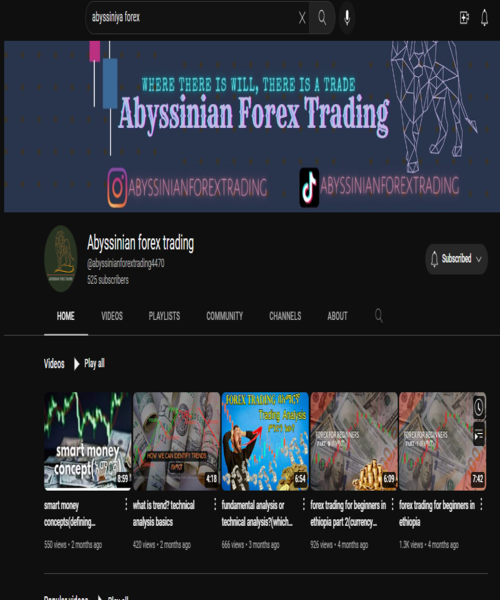 abyssiniya forex
WHERE THERE IS WILL, THERE IS A TRADE
Abyssinian Forex Trading
ABYSSINIANFOREXTRADING
ABYSSINIANFOREXTRADING
Abyssinian forex trading
@abyssinianforextrading4470
525 subscribers
Subscribed
HOME VIDEOS PLAYLISTS COMMUNITY CHANNELS ABOUT
Videos Play all
smart money
concept(
8:59
HOW WE CAN IDENTIFY TRENDS
4:18
FOREX TRADING በአማርኛ
Trading Analysis
6:54
FOREX FOR BEGINNERS
6:09
FOREX FOR BEGINNERS
7:42
smart money
concepts(defining...
550 views • 2 months ago
what is trend? technical
analysis basics
420 views • 2 months ago
fundamental analysis or
technical analysis?(which...
666 views • 3 months ago
forex trading for beginners in
ethiopia part 2(currency...
926 views • 4 months ago
forex trading for beginners in
ethiopia
1.3K views • 4 months ago
Popular videos Play all